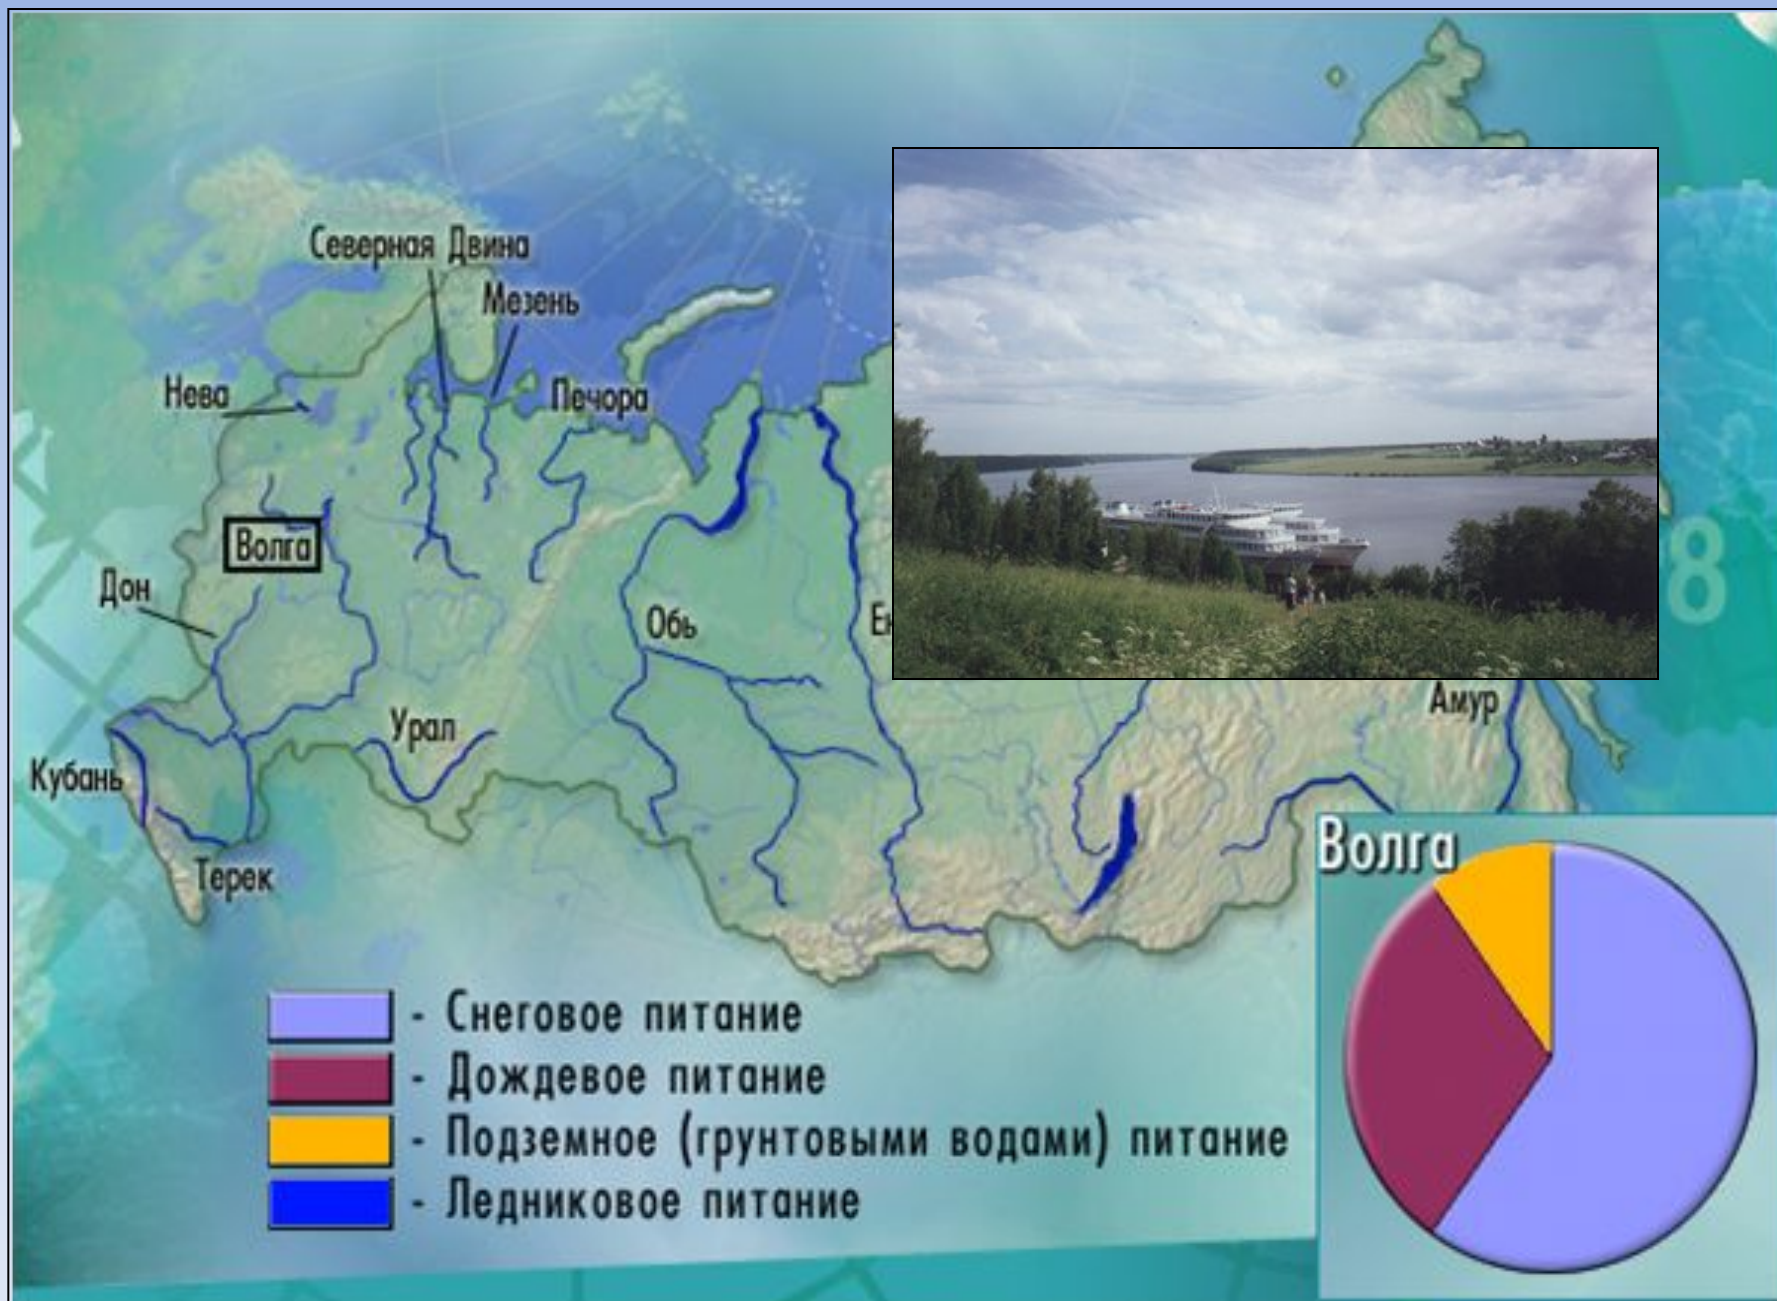 Северная Двина
Мезень
Нева
Печора
Волга
Дон
Обь
8
Амур
Урал
Кубань
Терек
Волга
- Снеговое питание
- Дождевое питание
- Подземное (грунтовыми водами) питание
- Ледниковое питание